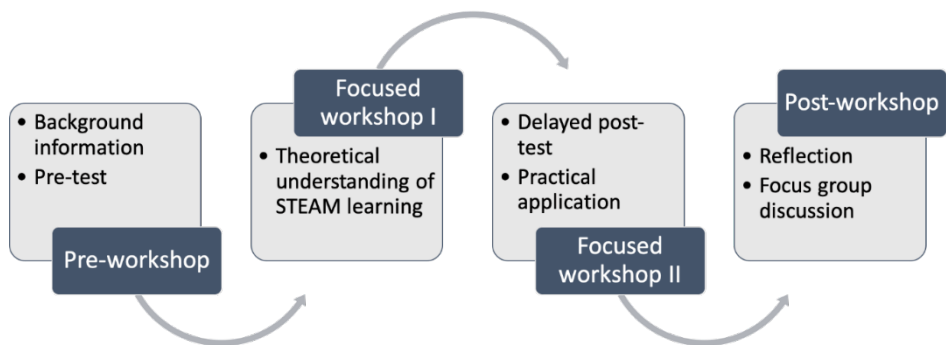 • Background
information
• Pre-test
Pre-workshop
Focused
workshop I
• Theoretical
understanding of
STEAM learning
• Delayed post-
test
• Practical
application
Focused
workshop II
Post-workshop
• Reflection
• Focus group
discussion